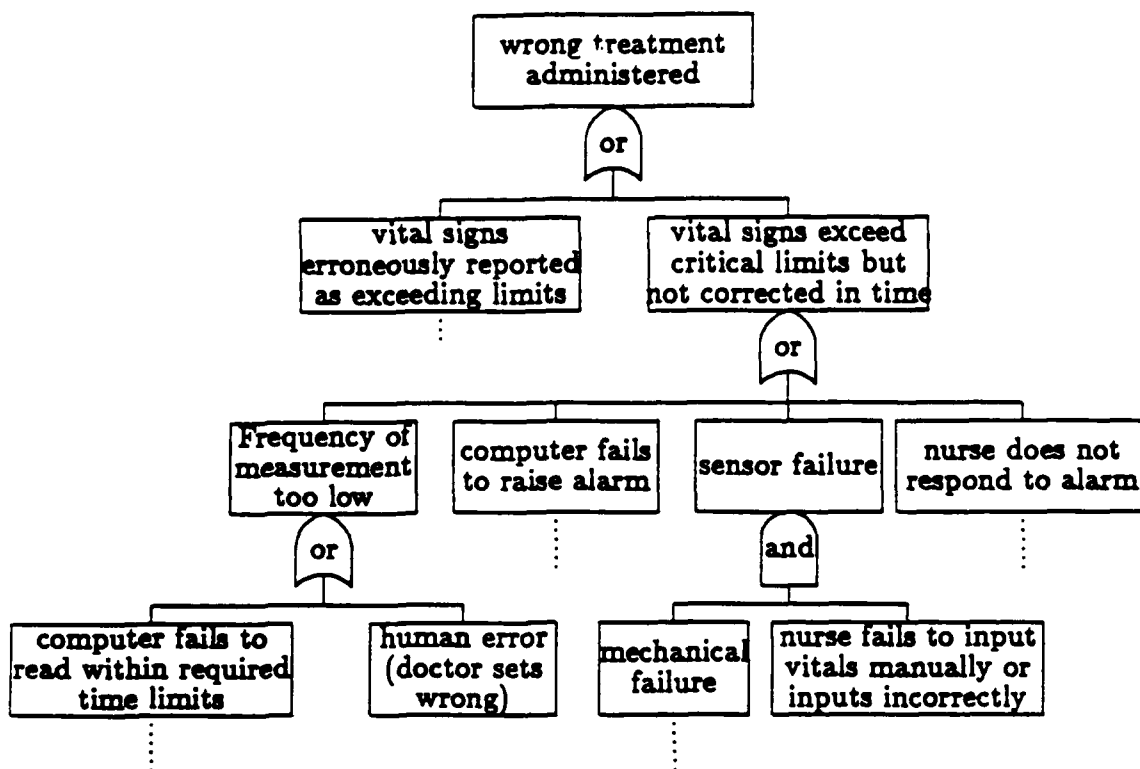 wrong treatment
administered
or
vital signs
erroneously reported
as exceeding limits
vital signs exceed
critical limits but
not corrected in time
or
Frequency of
measurement
too low
computer fails
to raise alarm
sensor failure
nurse does not
respond to alarm
or
and
computer fails to
read within required
time limits
human error
(doctor sets
wrong)
mechanical
failure
nurse fails to input
vitals manually or
inputs incorrectly